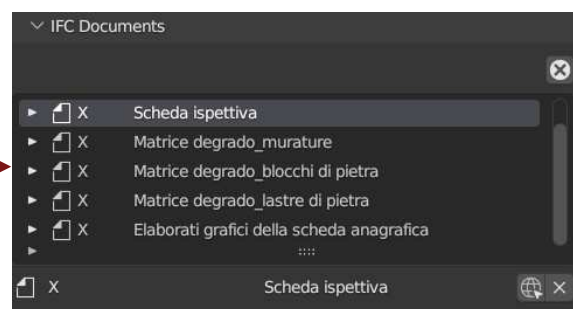 IFC Documents
X Scheda ispettiva
X Matrice degrado_murature
X Matrice degrado_blocchi di pietra
X Matrice degrado_lastre di pietra
X Elaborati grafici della scheda anagrafica
X Scheda ispettiva